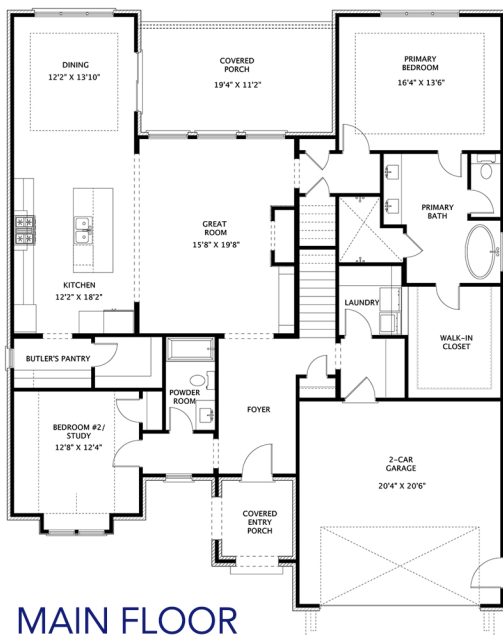 DINING
12'2" X 13'10"
COVERED
PORCH
19'4" X 11'2"
PRIMARY
BEDROOM
16'4" X 13'6"
PRIMARY
BATH
GREAT
ROOM
15'8" X 19'8"
KITCHEN
12'2" X 18'2"
LAUNDRY
WALK-IN
CLOSET
BUTLER'S PANTRY
POWDER
ROOM
FOYER
BEDROOM #2/
STUDY
12'8" X 12'4"
2-CAR
GARAGE
20'4" X 20'6"
COVERED
ENTRY
PORCH
MAIN FLOOR